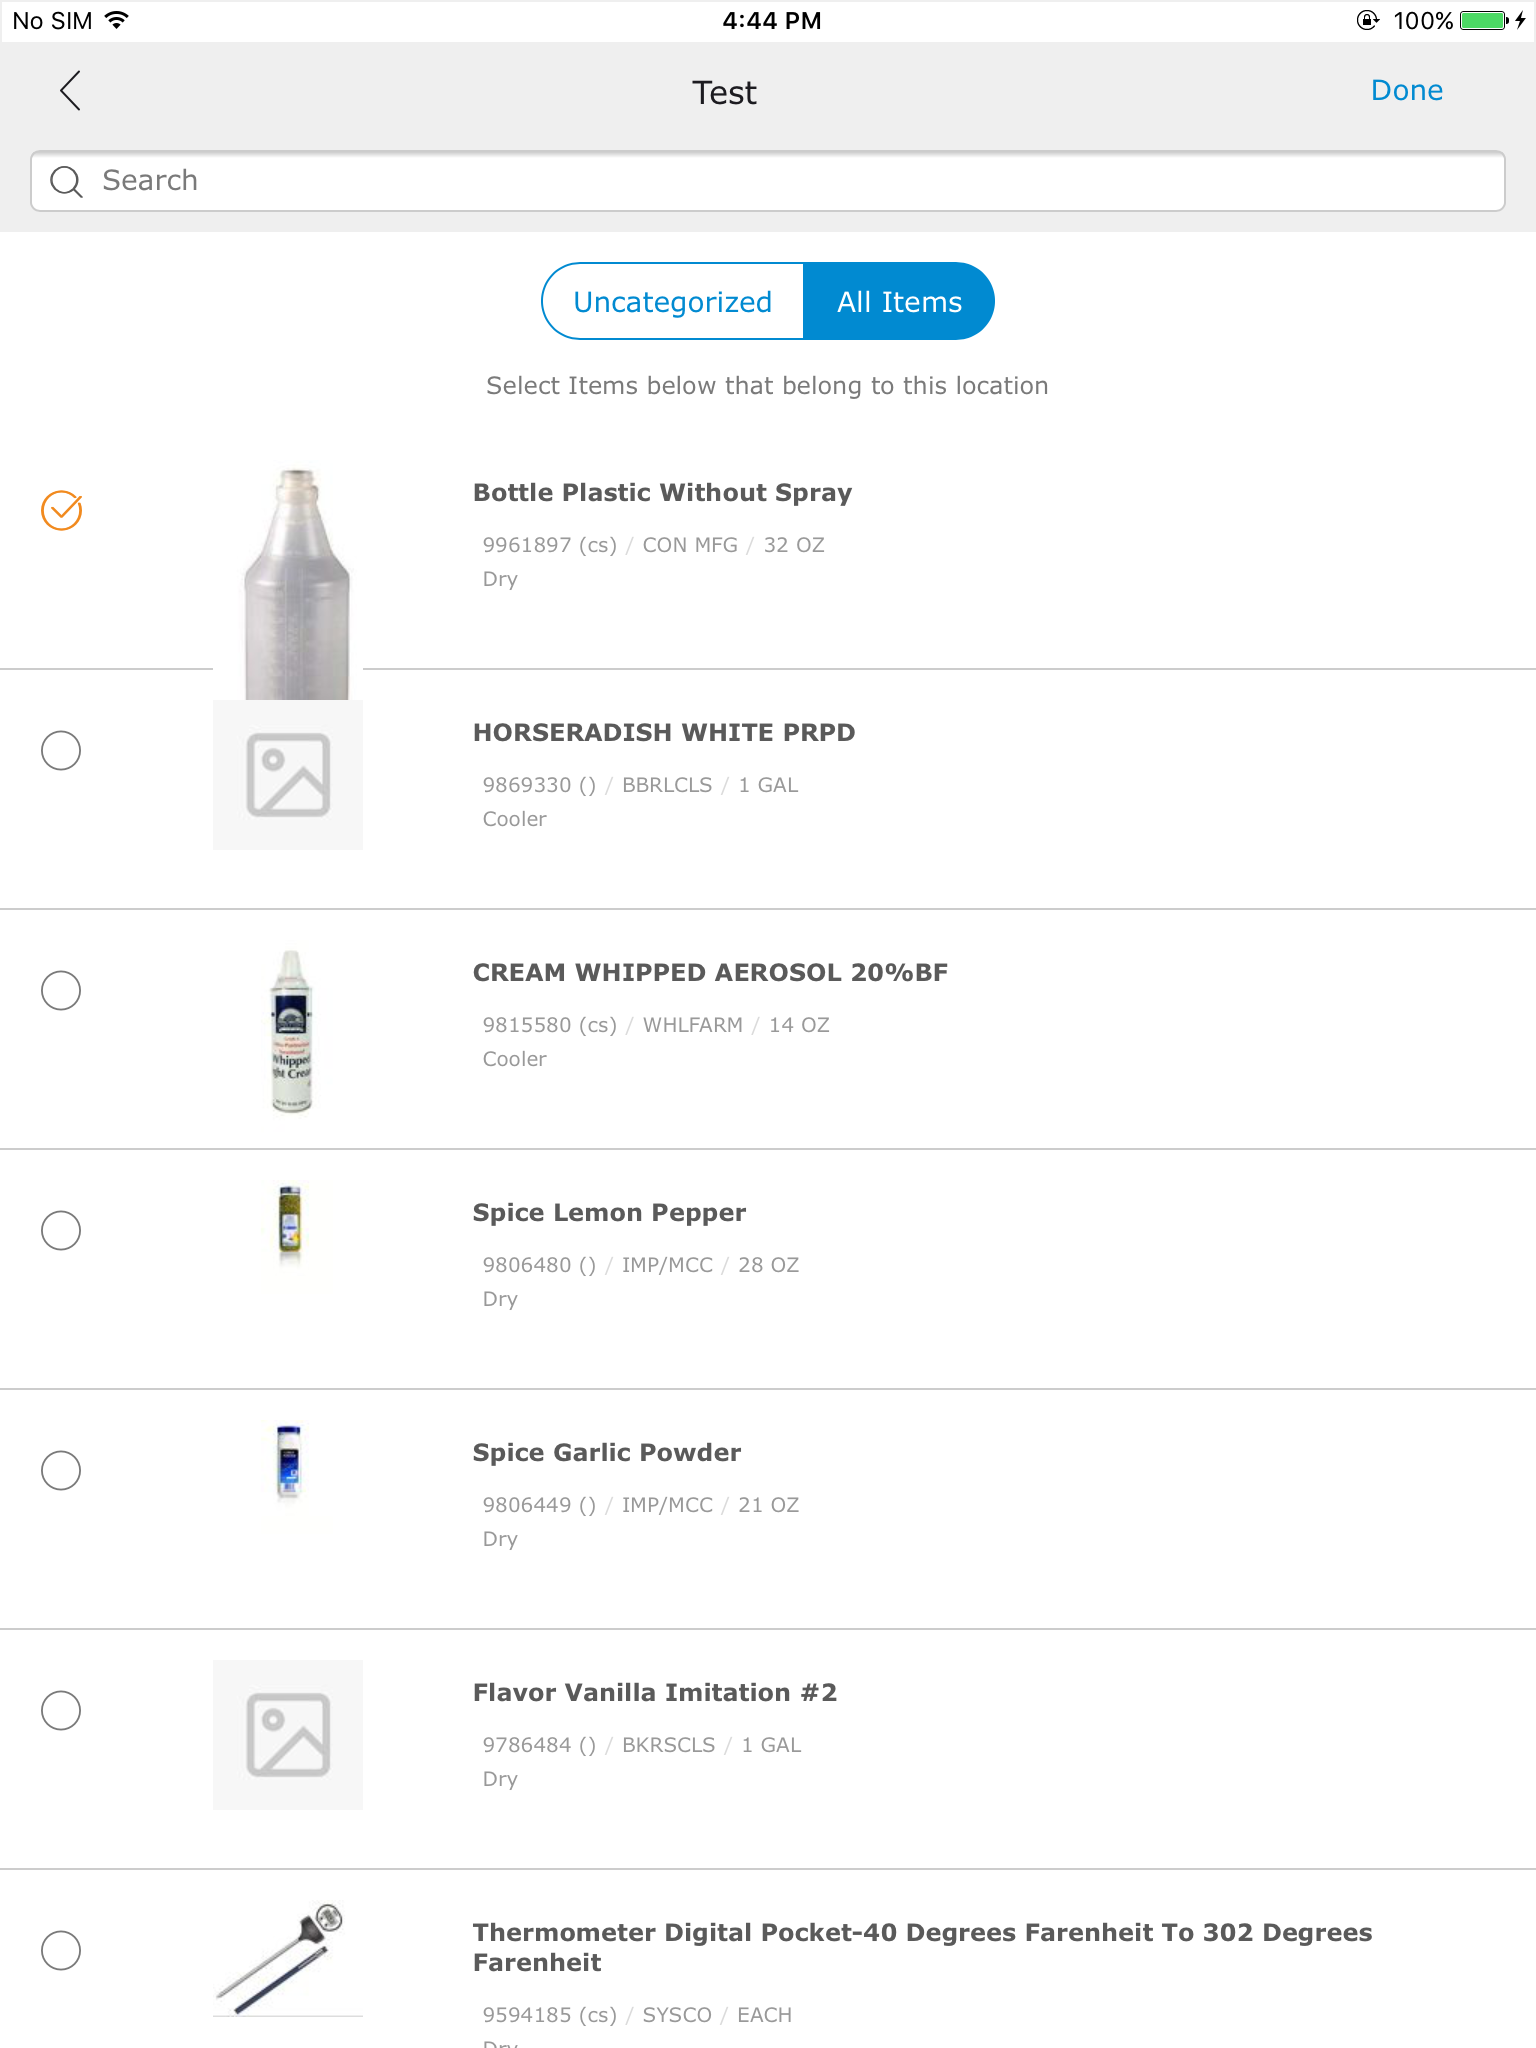 No SIM 4:44 PM 100%
Test Done
Search
Uncategorized All Items
Select Items below that belong to this location
Bottle Plastic Without Spray
9961897 (cs) / CON MFG / 32 OZ
Dry
HORSERADISH WHITE PRPD
9869330 () / BBRLCLS / 1 GAL
Cooler
CREAM WHIPPED AEROSOL 20%BF
9815580 (cs) / WHLFARM / 14 OZ
Cooler
Whipped
Spice Lemon Pepper
9806480 () / IMP/MCC / 28 OZ
Dry
Spice Garlic Powder
9806449 () / IMP/MCC / 21 OZ
Dry
Flavor Vanilla Imitation #2
9786484 () / BKRSCLS / 1 GAL
Dry
Thermometer Digital Pocket-40 Degrees Farenheit To 302 Degrees
Farenheit
9594185 (cs) / SYSCO / EACH